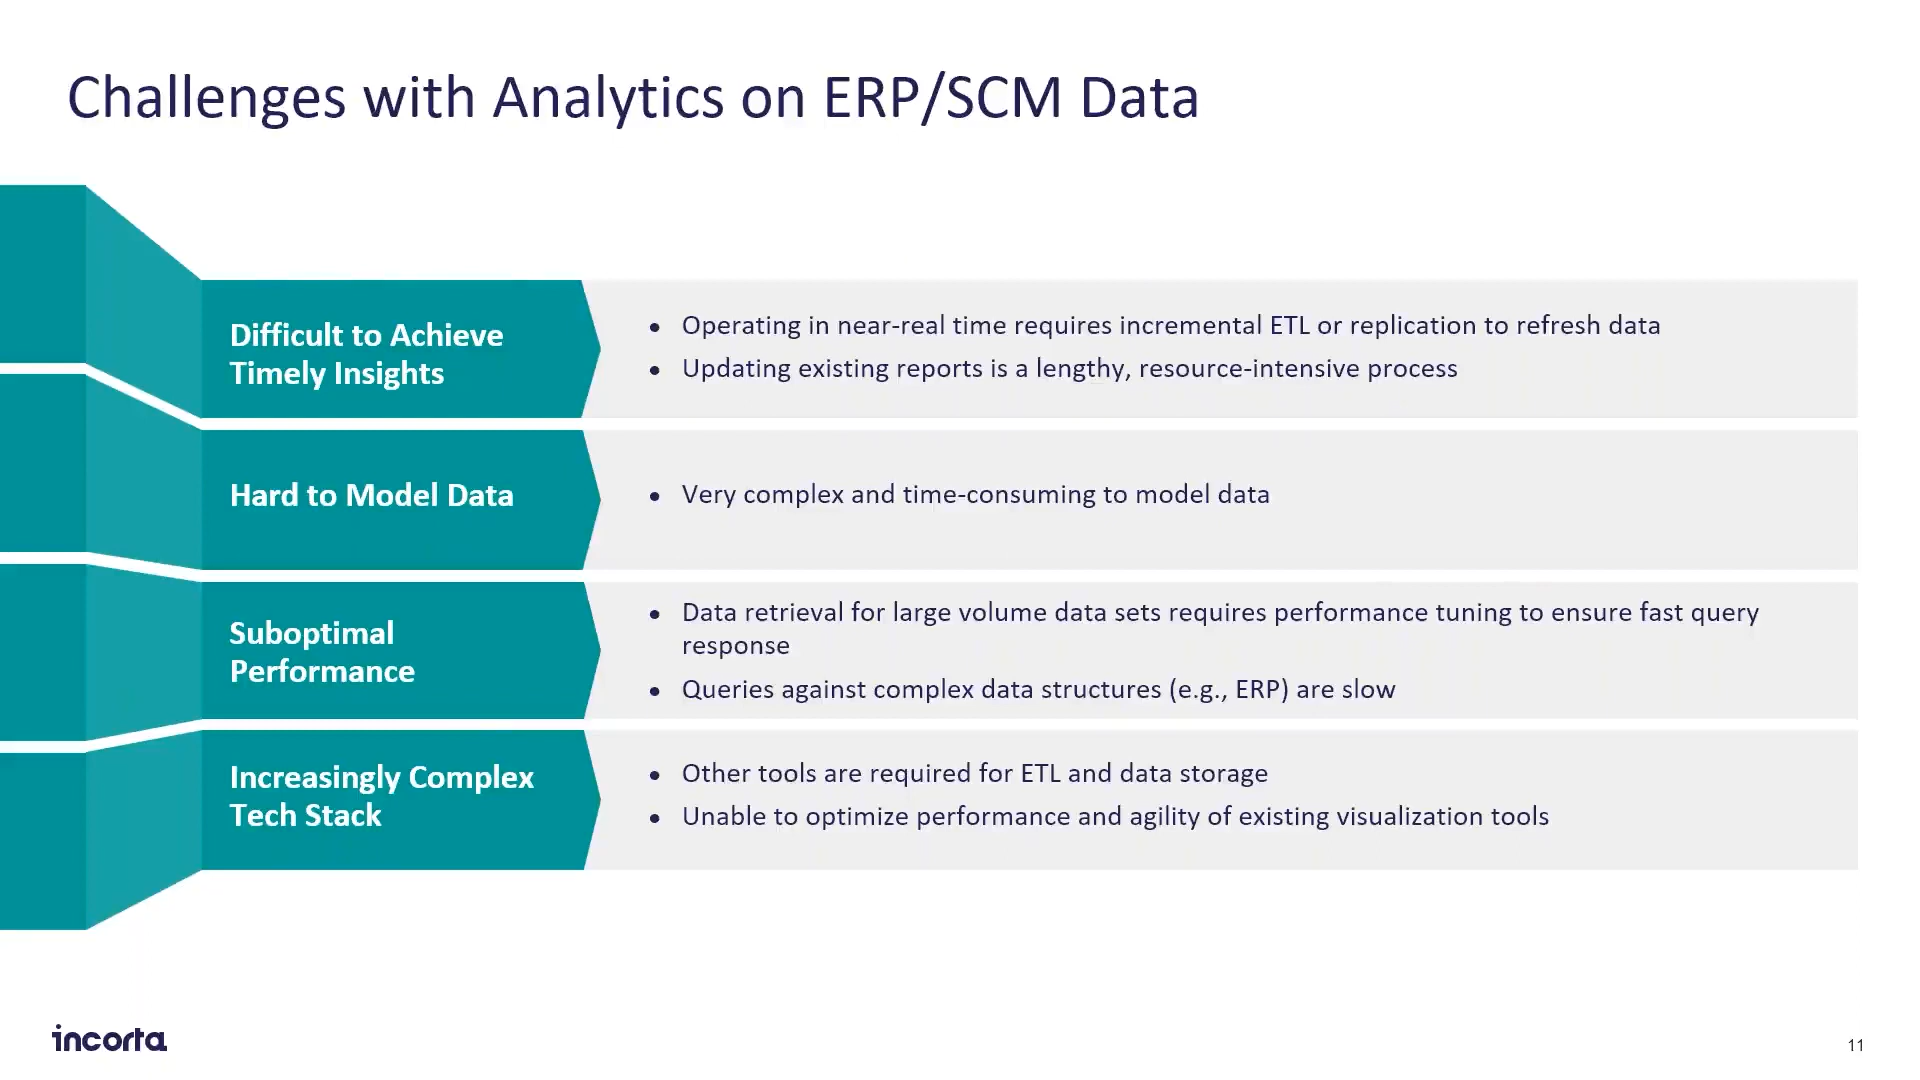 Challenges with Analytics on ERP/SCM Data
Difficult to Achieve
Timely Insights
• Operating in near-real time requires incremental ETL or replication to refresh data
• Updating existing reports is a lengthy, resource-intensive process
Hard to Model Data
• Very complex and time-consuming to model data
Suboptimal
Performance
• Data retrieval for large volume data sets requires performance tuning to ensure fast query
response
• Queries against complex data structures (e.g., ERP) are slow
Increasingly Complex
Tech Stack
• Other tools are required for ETL and data storage
• Unable to optimize performance and agility of existing visualization tools
incorta
11